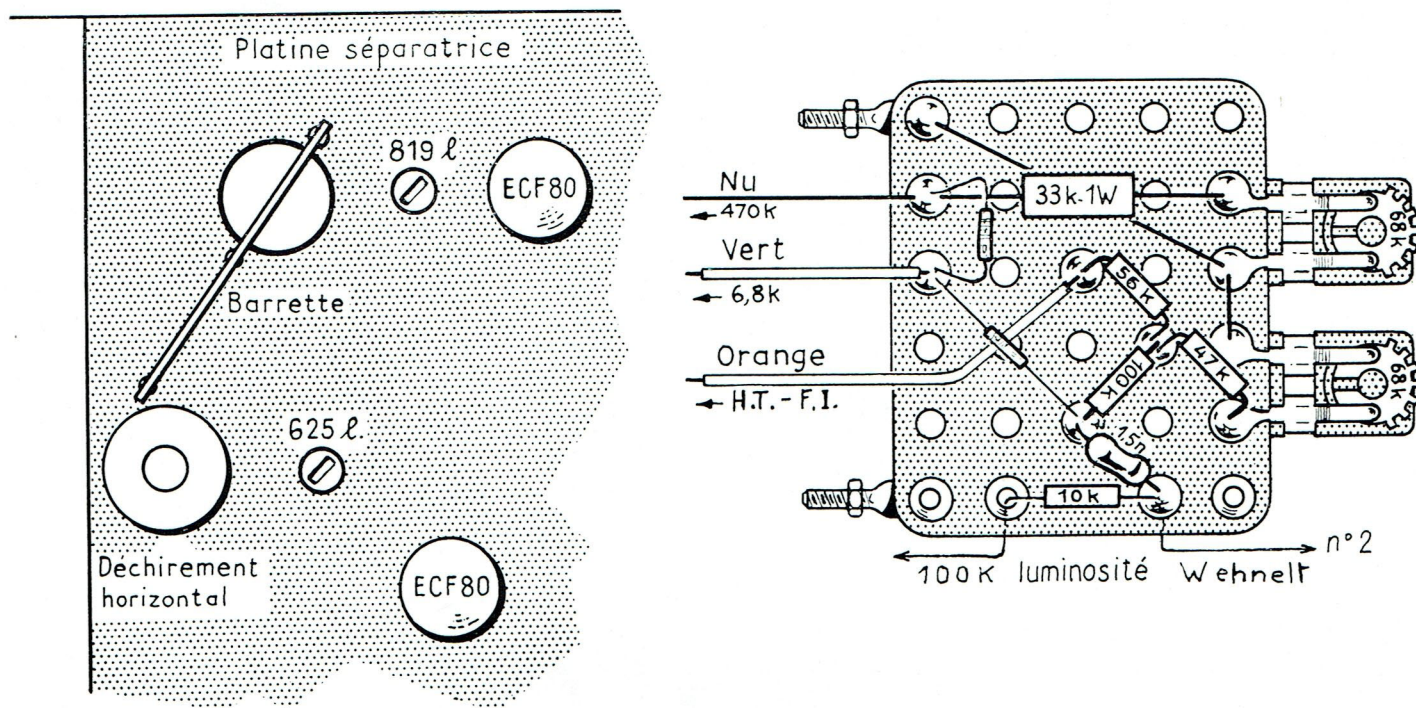 Platine séparatrice
819 l
ECF80
Barrette
625 l.
Déchirement
horizontal
ECF80
Nu
470k
Vert
6,8k
Orange
H.T.-F.I.
33k-1W
56k
100k
47k
1,5n
10k
68k
68k
100K luminosité
Wehnelt
n°2